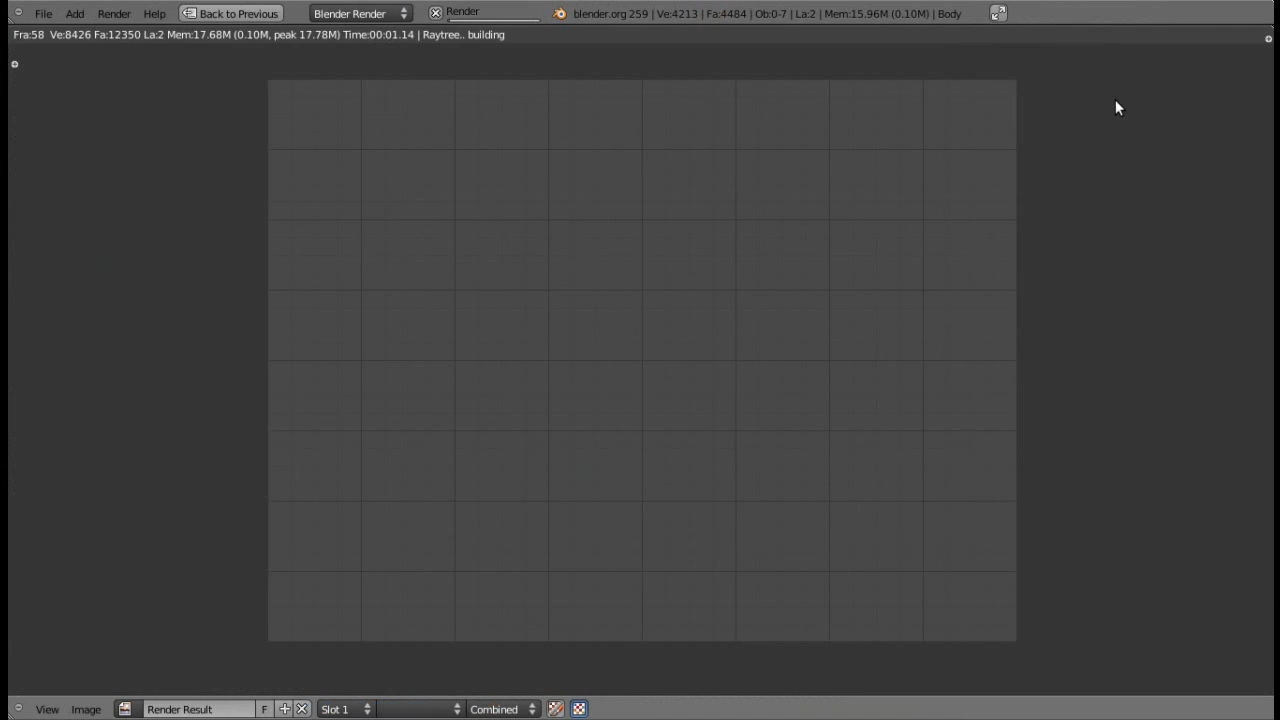 File Add Render Help Back to Previous Blender Render Render blender.org 259 | Ve:4213 | Fa:4484 | Ob:0-7 | La:2 | Mem:15.96M (0.10M) | Body
Fra:58 Ve:8426 Fa:12350 La:2 Mem:17.68M (0.10M, peak 17.78M) Time:00:01.14 | Raytree.. building
View Image Render Result F Slot 1 Combined